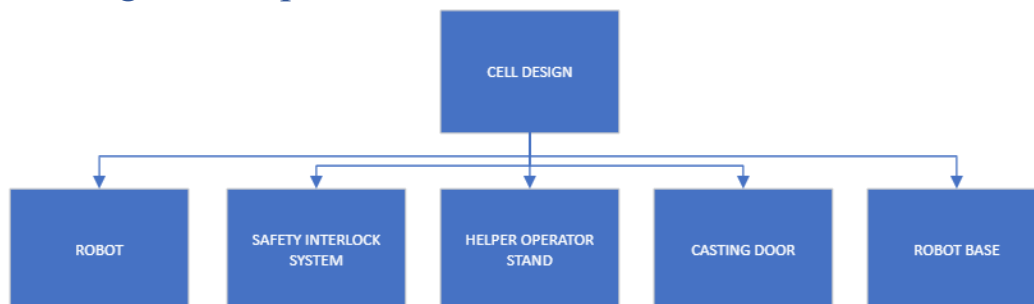 CELL DESIGN
ROBOT
SAFETY INTERLOCK
SYSTEM
HELPER OPERATOR
STAND
CASTING DOOR
ROBOT BASE